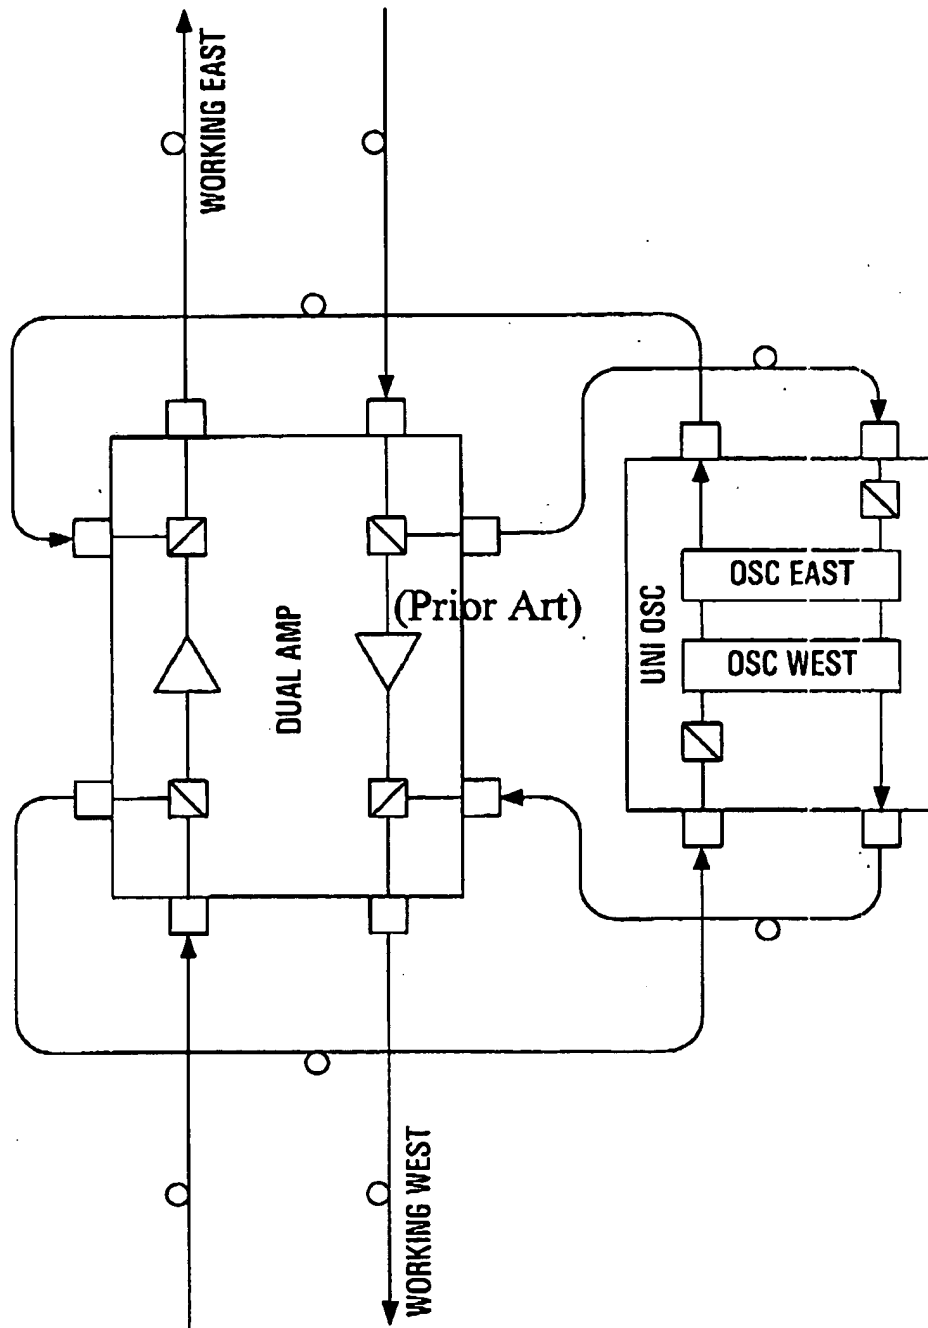 WORKING EAST
DUAL AMP
(Prior Art)
UNI OSC
OSC EAST
OSC WEST
WORKING WEST